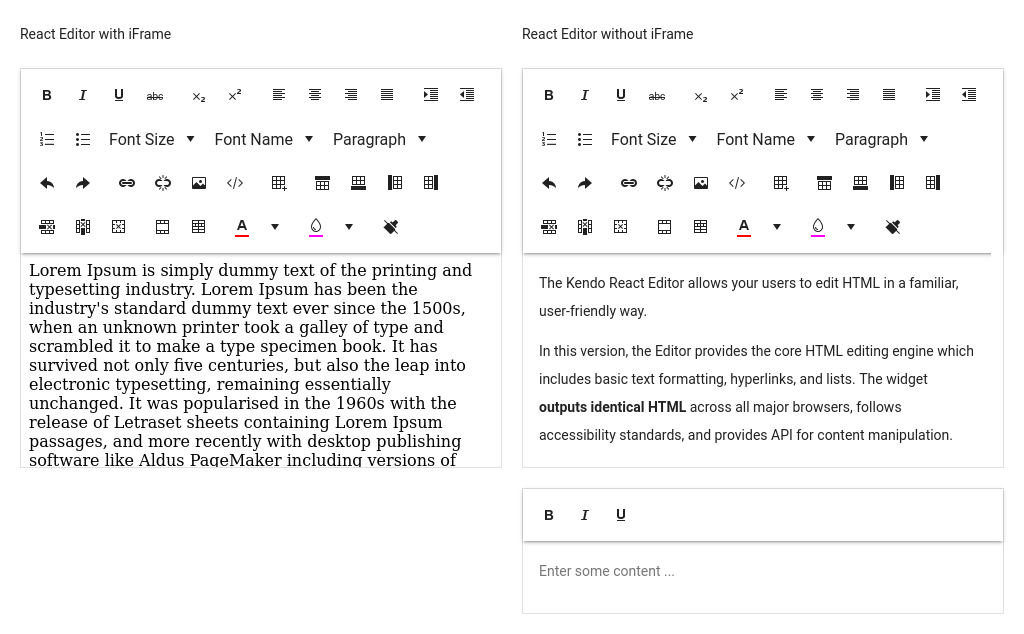 React Editor with iFrame
B I U abc x₂ x²
Font Size Font Name Paragraph
A
Lorem Ipsum is simply dummy text of the printing and
typesetting industry. Lorem Ipsum has been the
industry's standard dummy text ever since the 1500s,
when an unknown printer took a galley of type and
scrambled it to make a type specimen book. It has
survived not only five centuries, but also the leap into
electronic typesetting, remaining essentially
unchanged. It was popularised in the 1960s with the
release of Letraset sheets containing Lorem Ipsum
passages, and more recently with desktop publishing
software like Aldus PageMaker including versions of
React Editor without iFrame
B I U abc x₂ x²
Font Size Font Name Paragraph
A
The Kendo React Editor allows your users to edit HTML in a familiar,
user-friendly way.
In this version, the Editor provides the core HTML editing engine which
includes basic text formatting, hyperlinks, and lists. The widget
outputs identical HTML across all major browsers, follows
accessibility standards, and provides API for content manipulation.
B I U
Enter some content ...